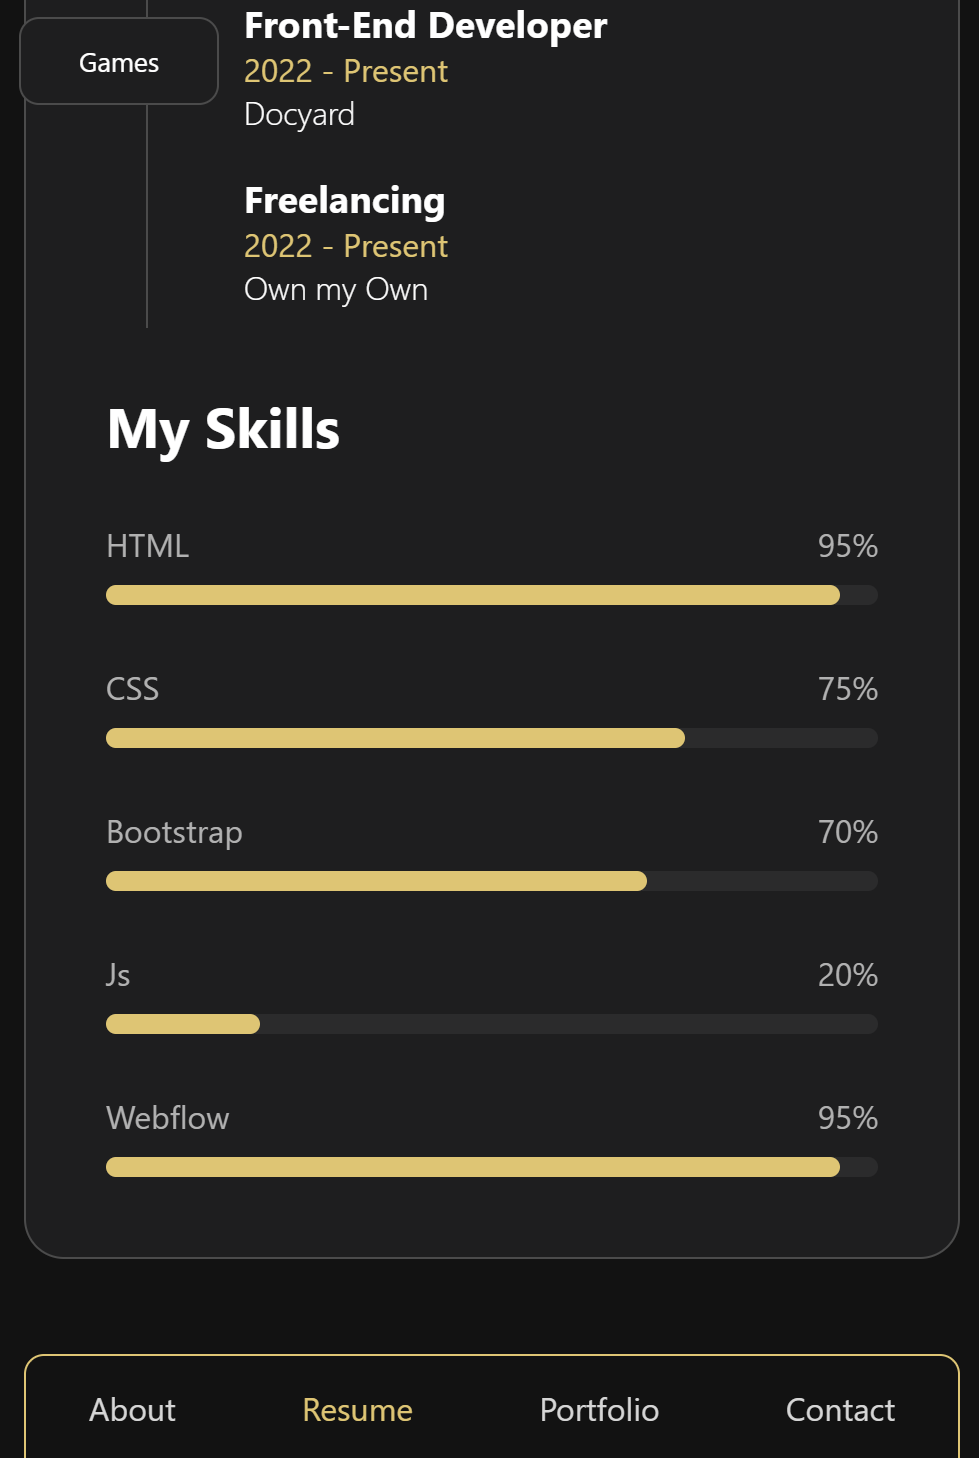 Games
Front-End Developer
2022 - Present
Docyard
Freelancing
2022 - Present
Own my Own
My Skills
HTML 95%
CSS 75%
Bootstrap 70%
Js 20%
Webflow 95%
About Resume Portfolio Contact